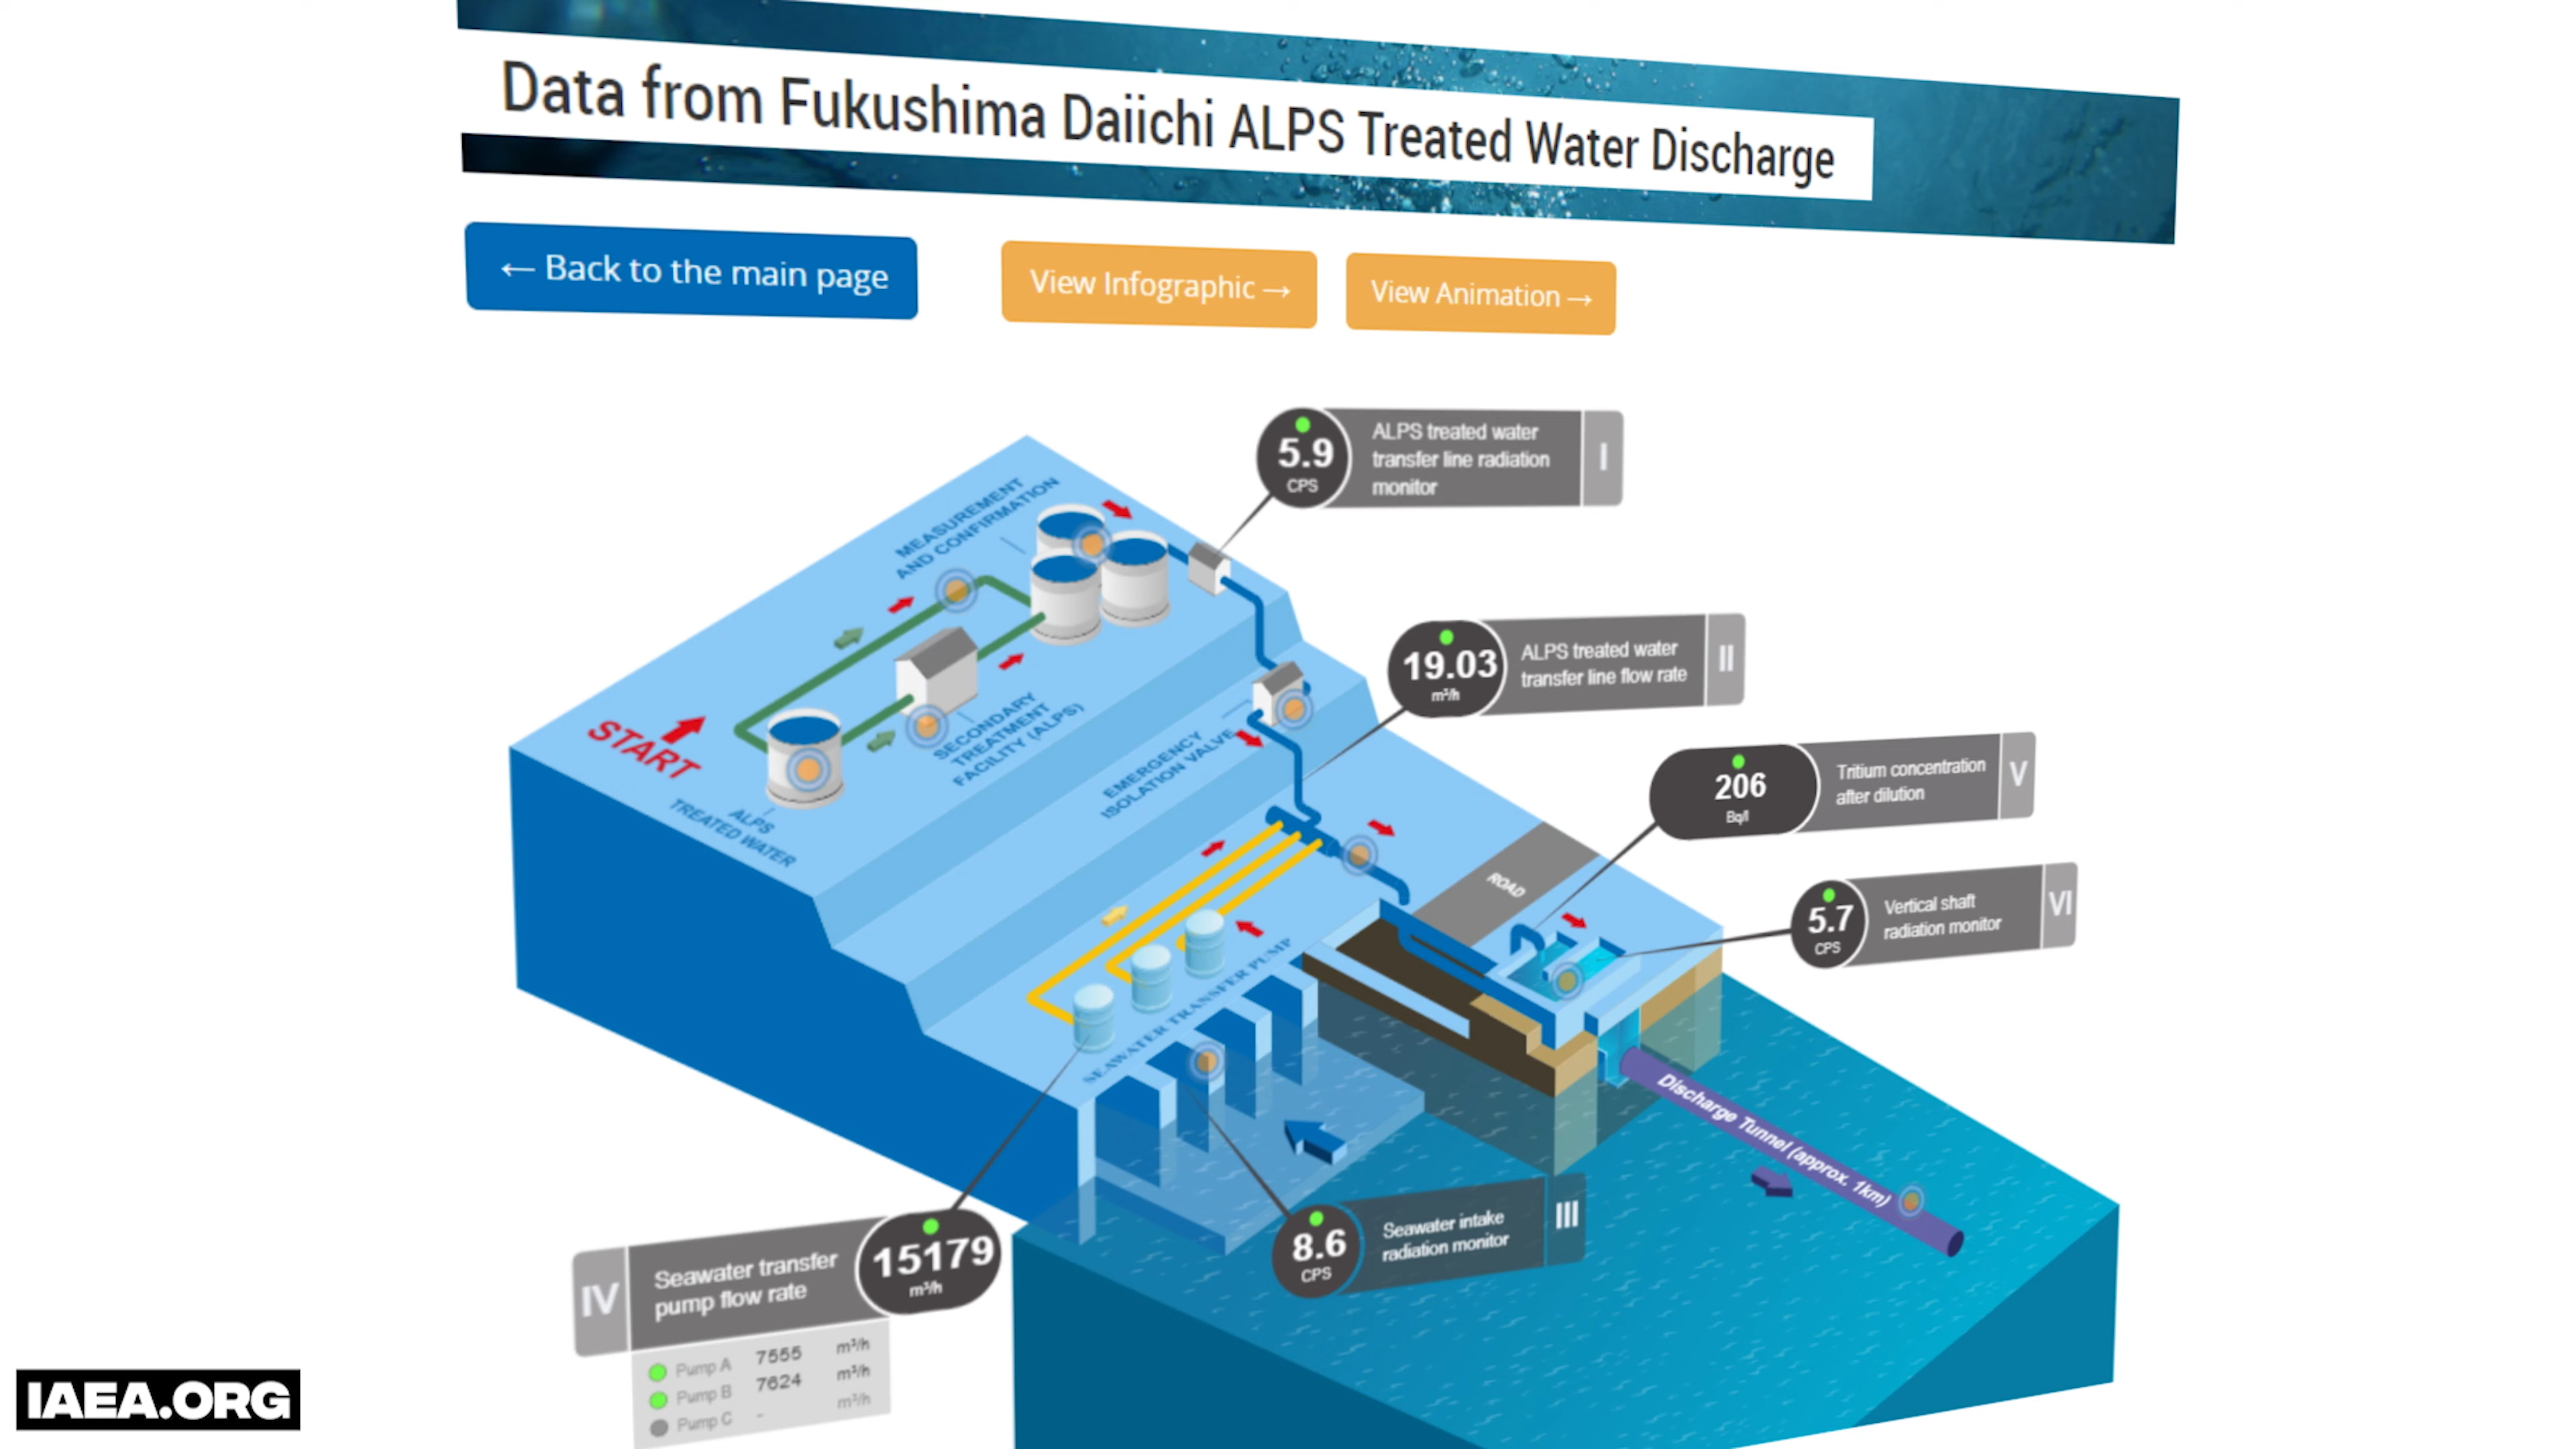 Data from Fukushima Daiichi ALPS Treated Water Discharge
← Back to the main page
View Infographic →
View Animation →
5.9
CPS
ALPS treated water
transfer line radiation
monitor
I
MEASUREMENT
AND CONFIRMATION
19.03
m³/h
ALPS treated water
transfer line flow rate
II
START
SECONDARY
TREATMENT
FACILITY (ALPS)
EMERGENCY
ISOLATION VALVE
ALPS
TREATED WATER
206
Bq/l
Tritium concentration
after dilution
V
ROAD
5.7
CPS
Vertical shaft
radiation monitor
VI
SEAWATER TRANSFER PUMP
Discharge Tunnel (approx. 1km)
IV
Seawater transfer
pump flow rate
15179
m³/h
8.6
CPS
Seawater intake
radiation monitor
III
Pump A 7555 m³/h
Pump B 7624 m³/h
Pump C - m³/h
IAEA.ORG